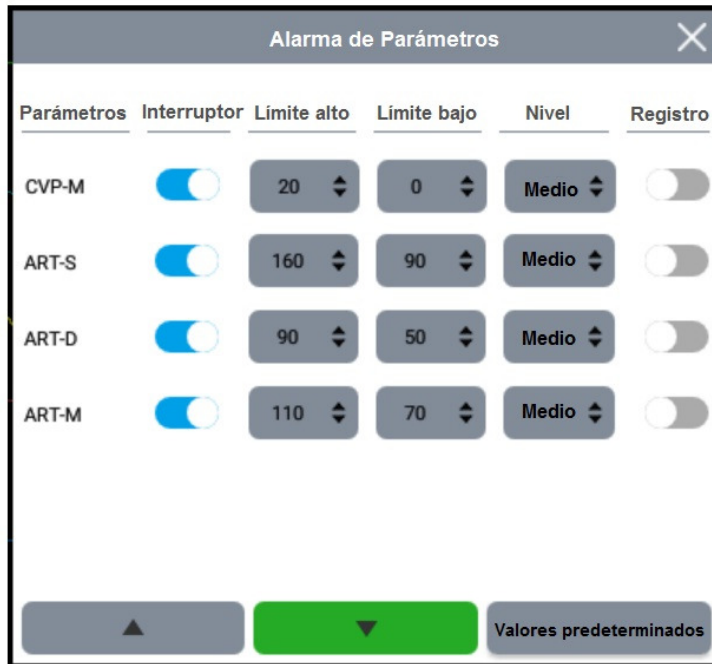 Alarma de Parámetros
Parámetros Interruptor Límite alto Límite bajo Nivel Registro
CVP-M 20 0 Medio
ART-S 160 90 Medio
ART-D 90 50 Medio
ART-M 110 70 Medio
Valores predeterminados